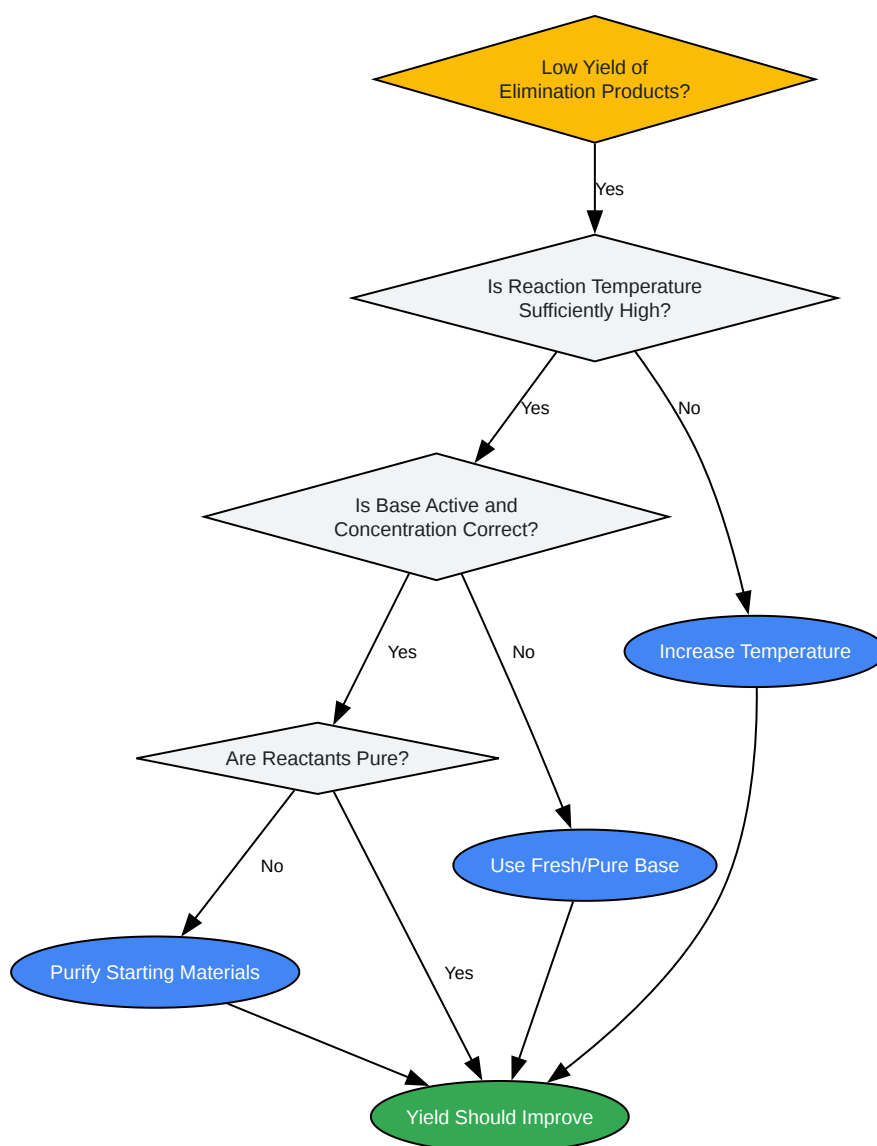 Low Yield of
Elimination Products?
Yes
Is Reaction Temperature
Sufficiently High?
Yes
No
Is Base Active and
Concentration Correct?
Yes
No
Increase Temperature
Are Reactants Pure?
No
Use Fresh/Pure Base
Purify Starting Materials
Yes
Yield Should Improve